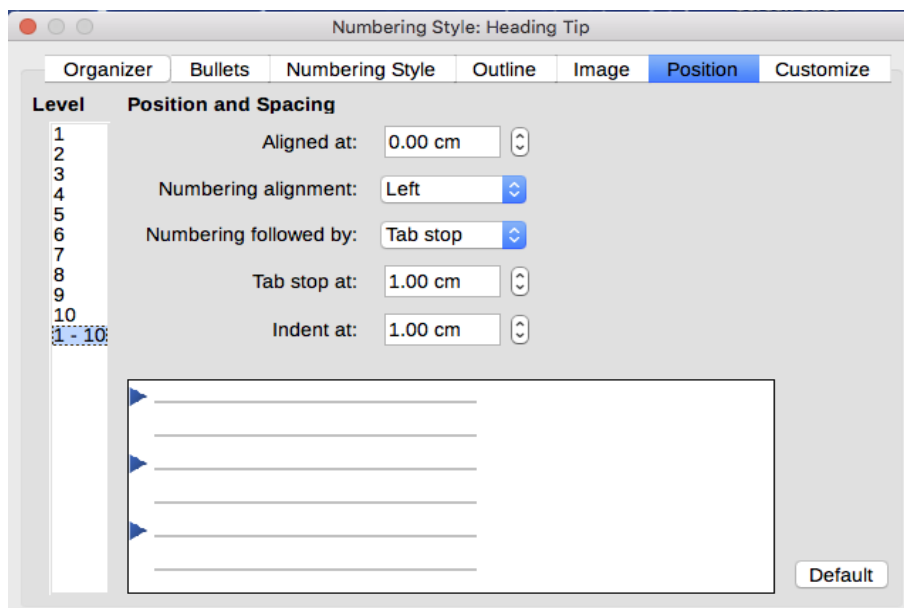 Numbering Style: Heading Tip
Organizer Bullets Numbering Style Outline Image Position Customize
Level Position and Spacing
1
2
3
4
5
6
7
8
9
10
1 - 10
Aligned at: 0.00 cm
Numbering alignment: Left
Numbering followed by: Tab stop
Tab stop at: 1.00 cm
Indent at: 1.00 cm
Default